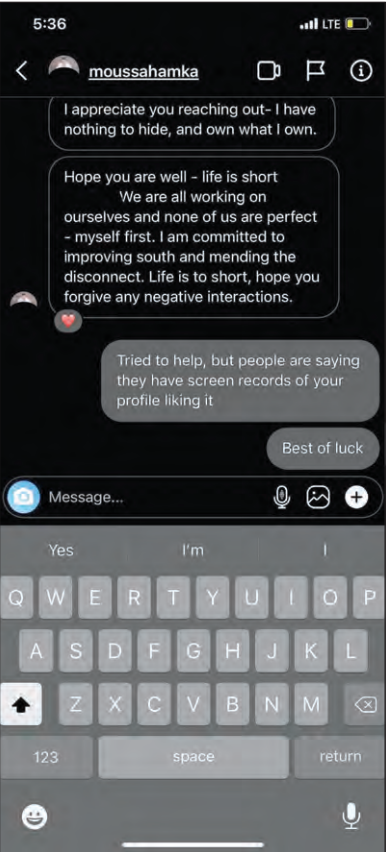 5:36 LTE
moussahamka
I appreciate you reaching out- I have
nothing to hide, and own what I own.
Hope you are well - life is short
We are all working on
ourselves and none of us are perfect
- myself first. I am committed to
improving south and mending the
disconnect. Life is to short, hope you
forgive any negative interactions.
Tried to help, but people are saying
they have screen records of your
profile liking it
Best of luck
Message...
Yes I'm I
Q W E R T Y U I O P
A S D F G H J K L
Z X C V B N M
123 space return